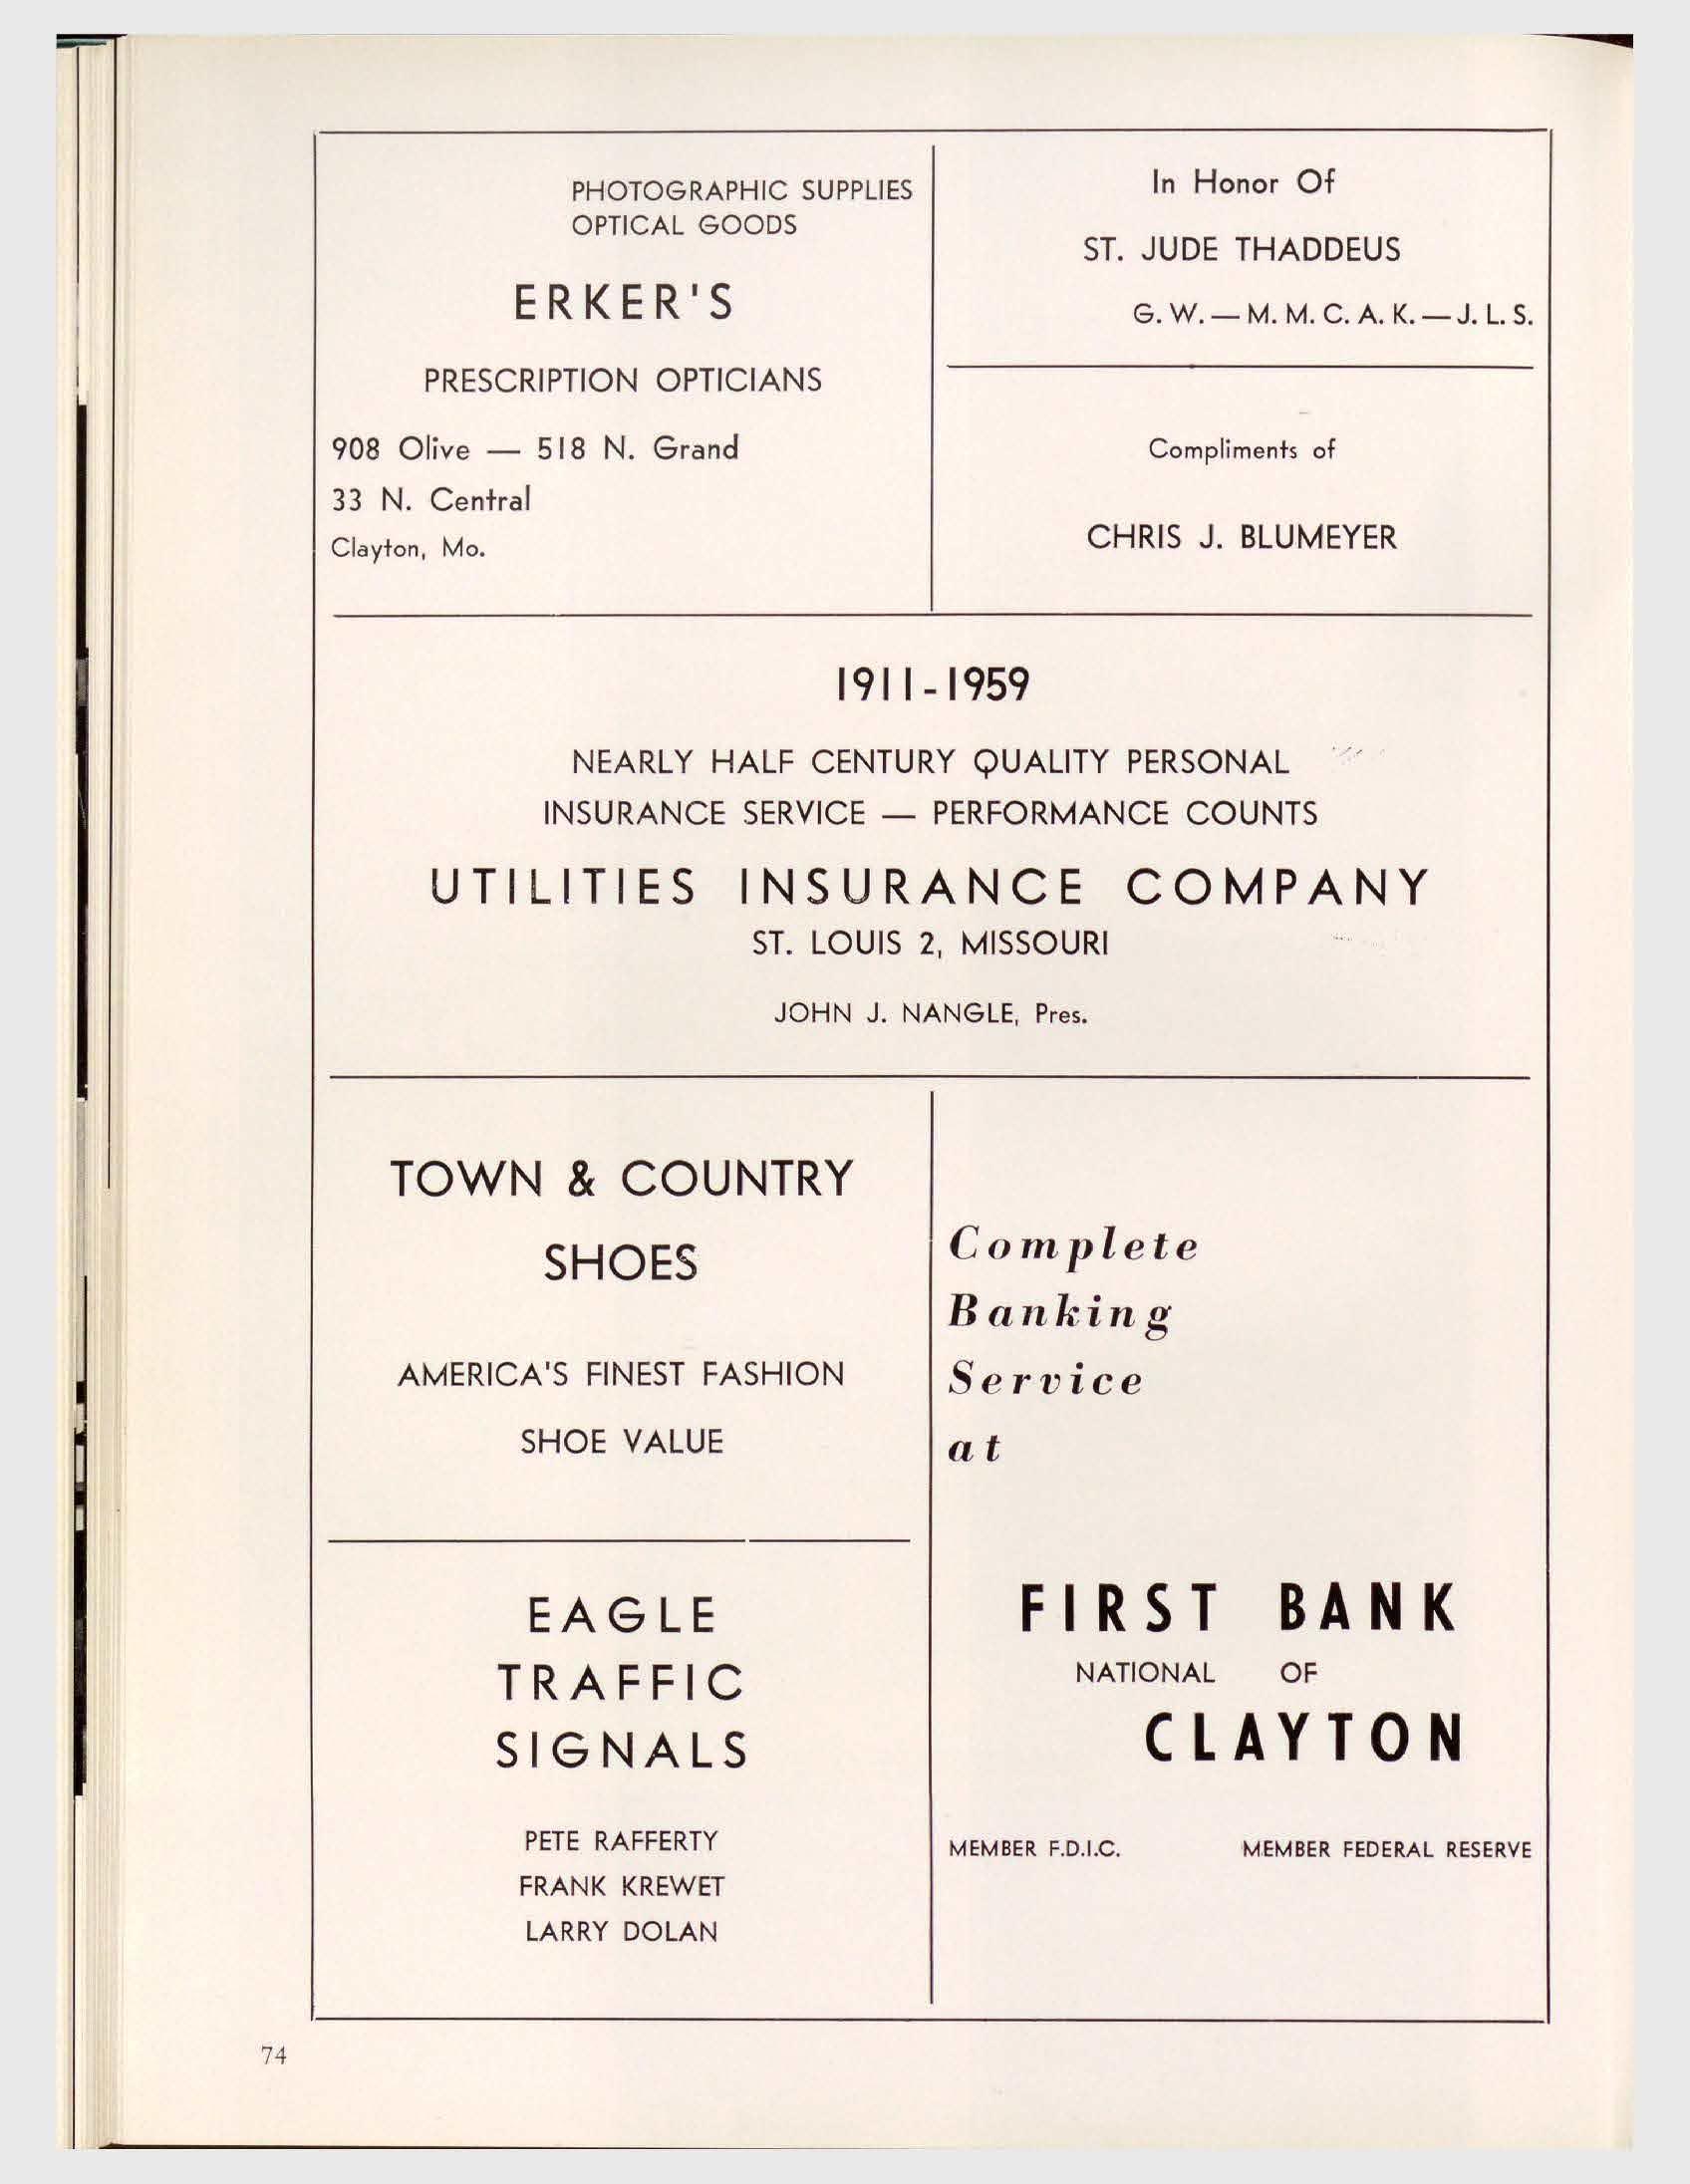 PHOTOGRAPHIC SUPPLIES
OPTICAL GOODS
ERKER'S
PRESCRIPTION OPTICIANS
908 Olive — 518 N. Grand
33 N. Central
Clayton, Mo.
In Honor Of
ST. JUDE THADDEUS
G. W. — M. M. C. A. K. — J. L. S.
Compliments of
CHRIS J. BLUMEYER
1911-1959
NEARLY HALF CENTURY QUALITY PERSONAL
INSURANCE SERVICE — PERFORMANCE COUNTS
UTILITIES INSURANCE COMPANY
ST. LOUIS 2, MISSOURI
JOHN J. NANGLE, Pres.
TOWN & COUNTRY
SHOES
AMERICA'S FINEST FASHION
SHOE VALUE
EAGLE
TRAFFIC
SIGNALS
PETE RAFFERTY
FRANK KREWET
LARRY DOLAN
Complete
Banking
Service
at
FIRST BANK
NATIONAL OF
CLAYTON
MEMBER F.D.I.C. MEMBER FEDERAL RESERVE
74